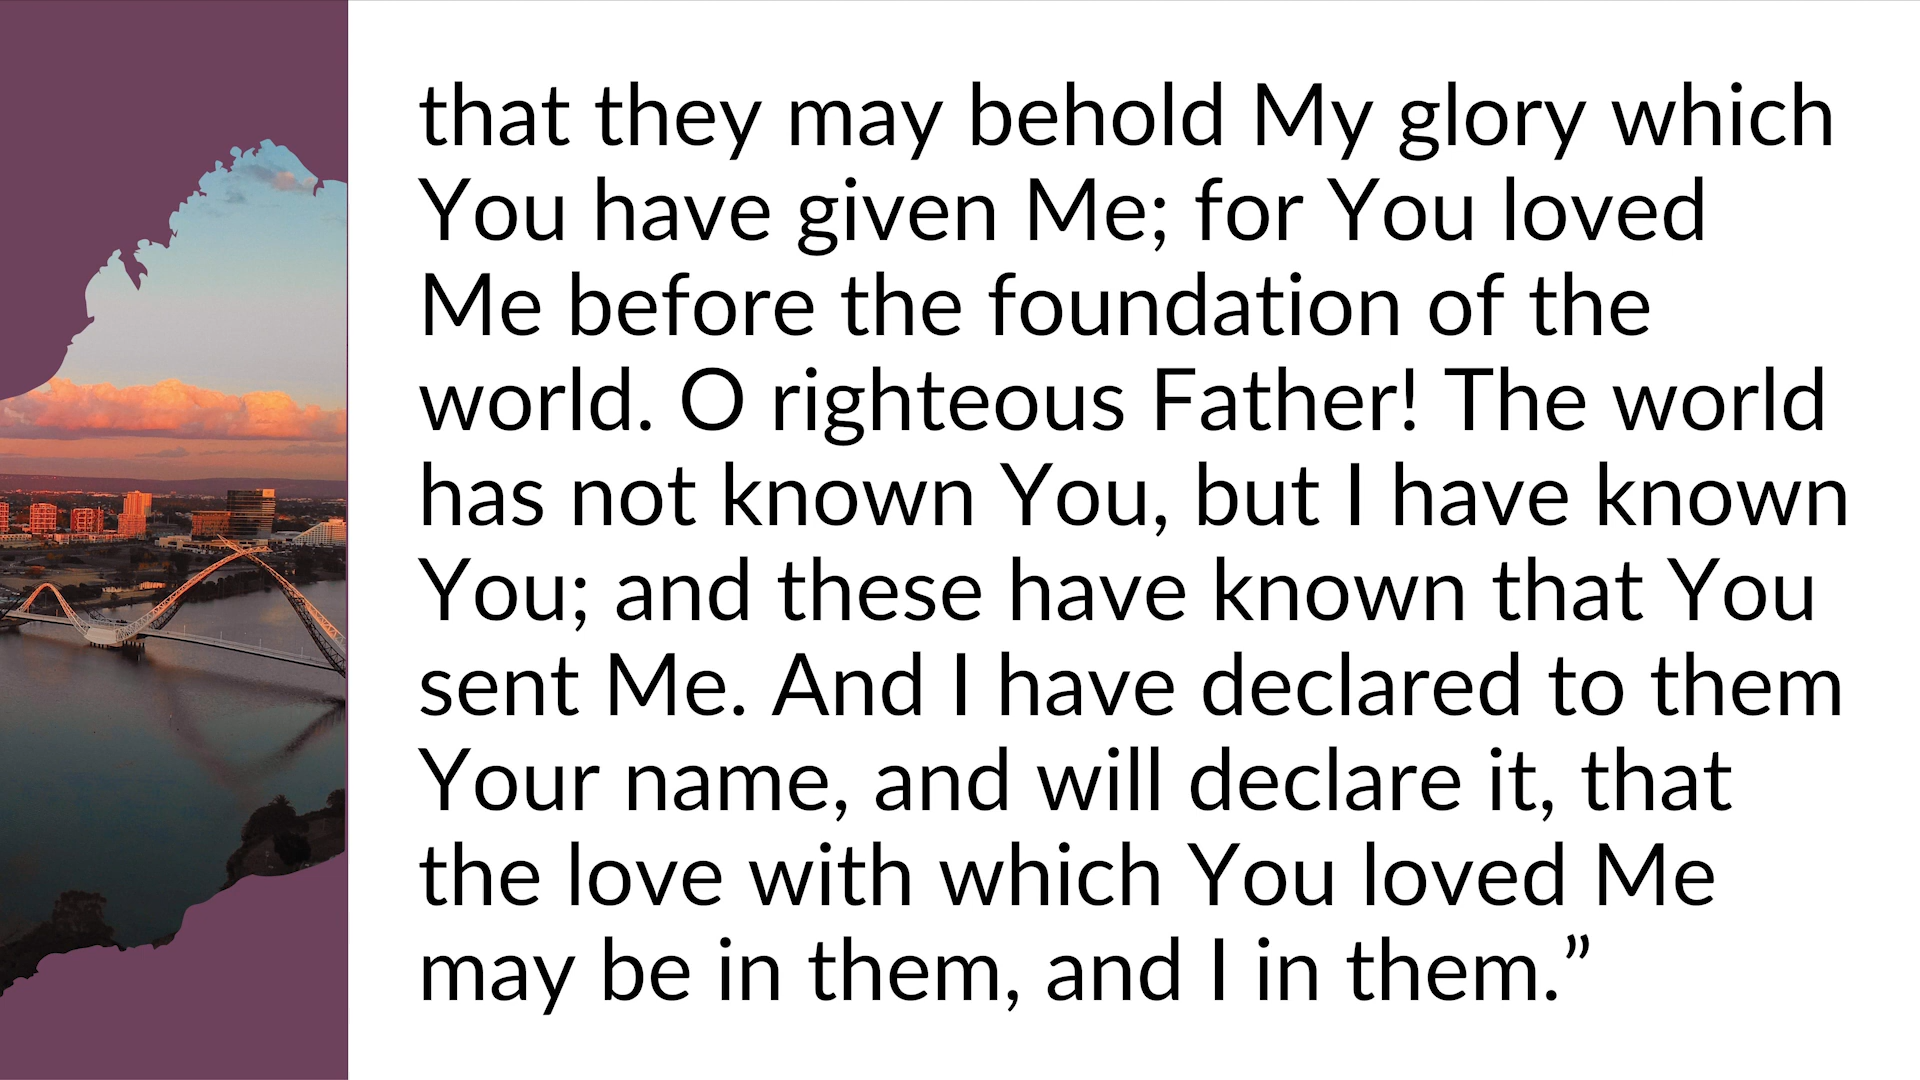 that they may behold My glory which
You have given Me; for You loved
Me before the foundation of the
world. O righteous Father! The world
has not known You, but I have known
You; and these have known that You
sent Me. And I have declared to them
Your name, and will declare it, that
the love with which You loved Me
may be in them, and I in them.”